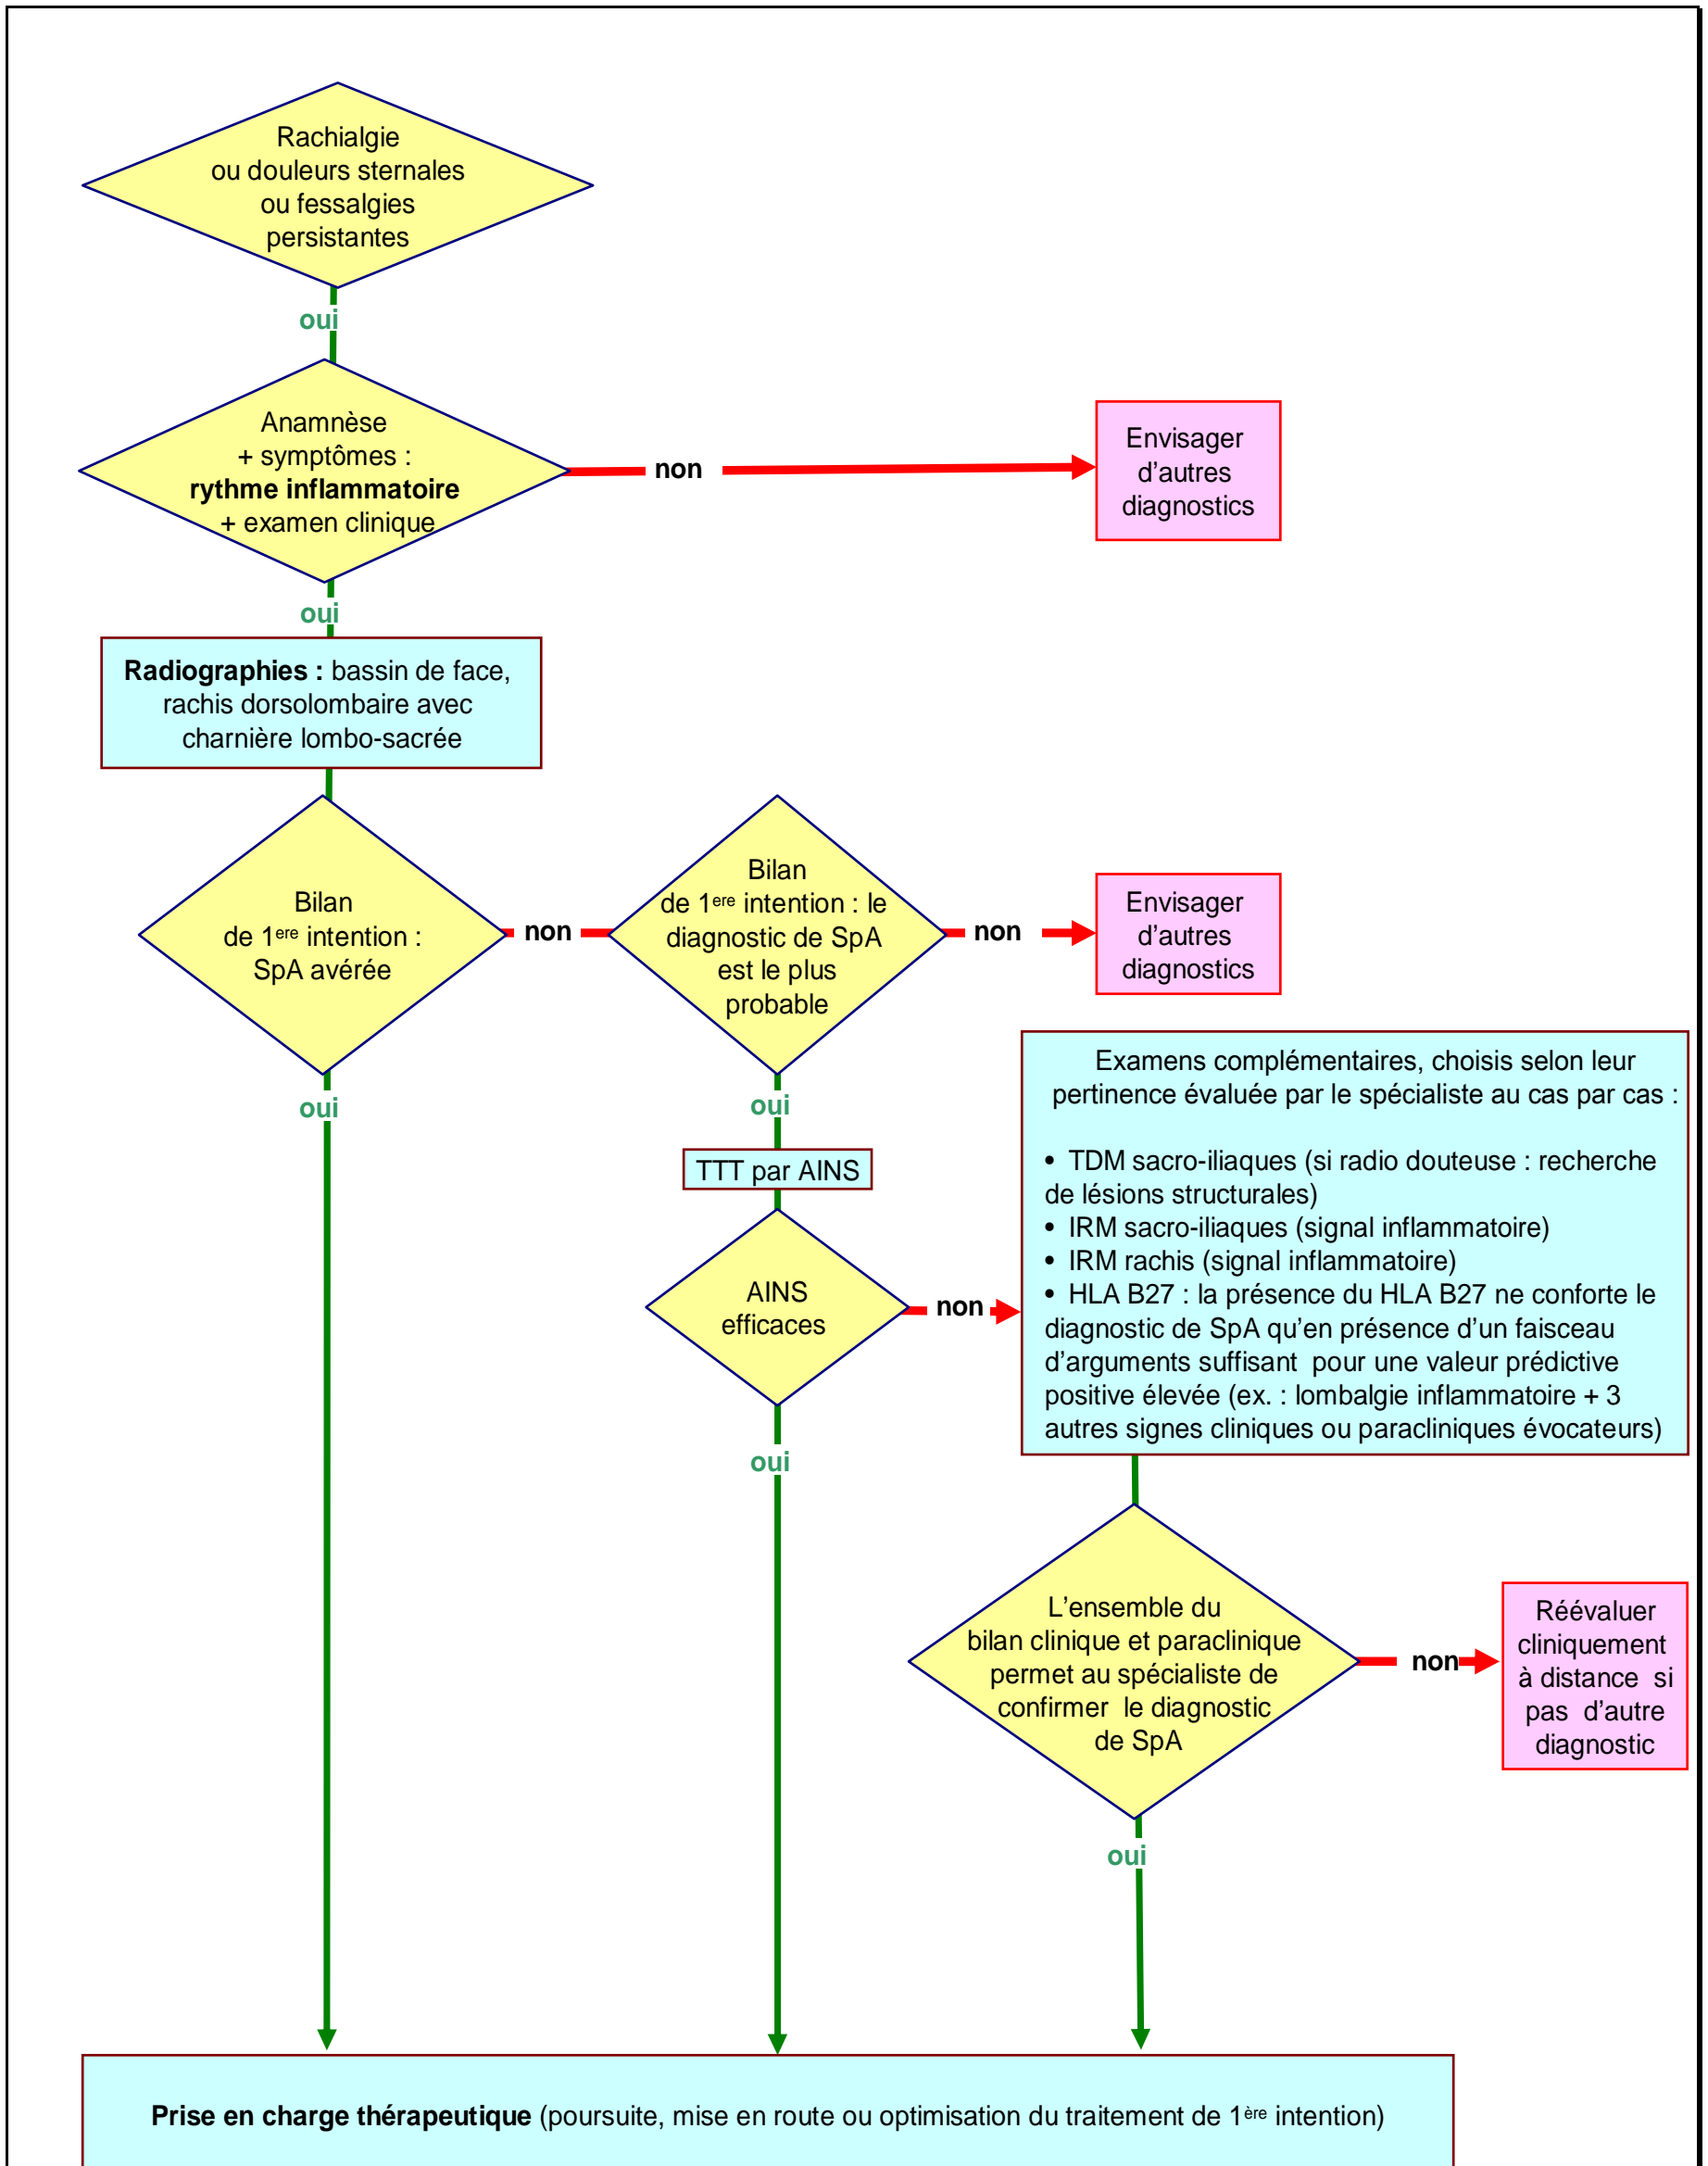 Rachialgie
ou douleurs sternales
ou fessalgies
persistantes
oui
Anamnèse
+ symptômes :
rythme inflammatoire
+ examen clinique
non
Envisager
d'autres
diagnostics
oui
Radiographies : bassin de face,
rachis dorsolombaire avec
charnière lombo-sacrée
Bilan
de 1ere intention :
SpA avérée
non
Bilan
de 1ere intention : le
diagnostic de SpA
est le plus
probable
non
Envisager
d'autres
diagnostics
oui
oui
TTT par AINS
AINS
efficaces
non
Examens complémentaires, choisis selon leur
pertinence évaluée par le spécialiste au cas par cas :
• TDM sacro-iliaques (si radio douteuse : recherche
de lésions structurales)
• IRM sacro-iliaques (signal inflammatoire)
• IRM rachis (signal inflammatoire)
• HLA B27 : la présence du HLA B27 ne conforte le
diagnostic de SpA qu'en présence d'un faisceau
d'arguments suffisant pour une valeur prédictive
positive élevée (ex. : lombalgie inflammatoire + 3
autres signes cliniques ou paracliniques évocateurs)
oui
L'ensemble du
bilan clinique et paraclinique
permet au spécialiste de
confirmer le diagnostic
de SpA
non
Réévaluer
cliniquement
à distance si
pas d'autre
diagnostic
oui
Prise en charge thérapeutique (poursuite, mise en route ou optimisation du traitement de 1ère intention)